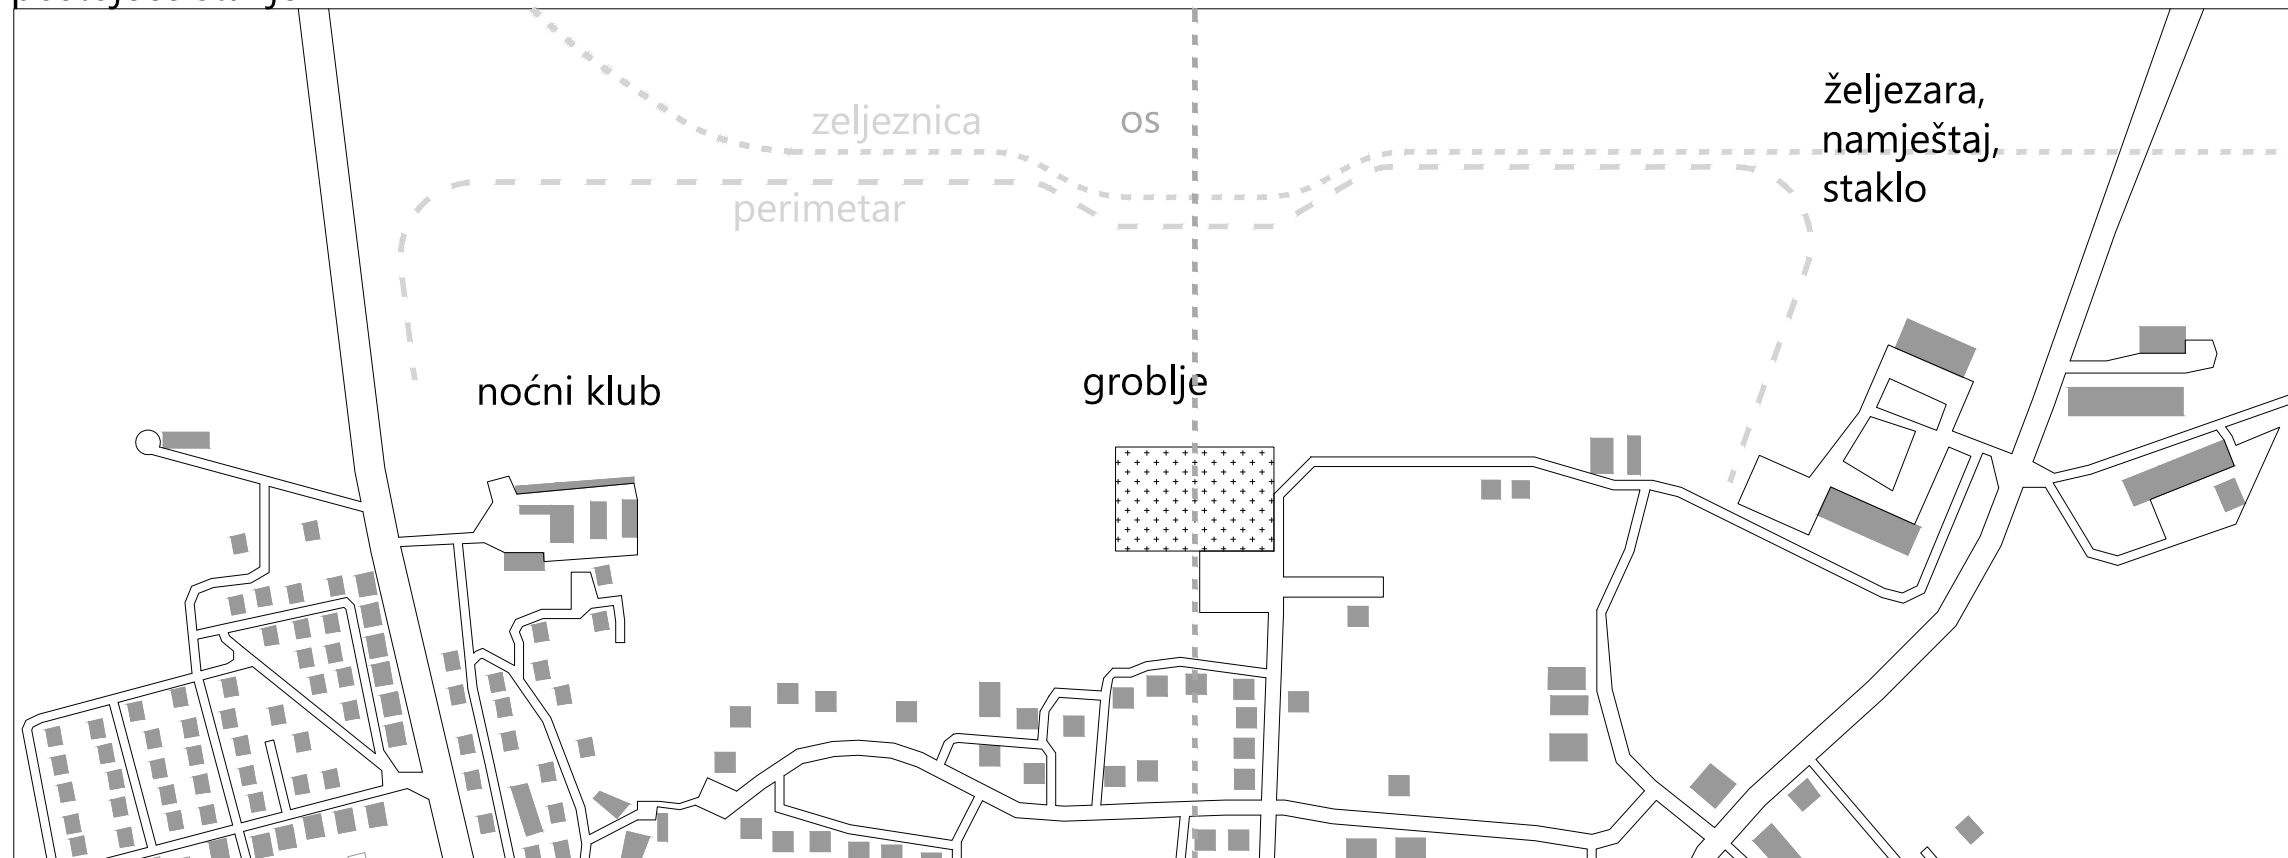 zeljeznica
os
željezara,
namještaj,
staklo
perimetar
noćni klub
groblje